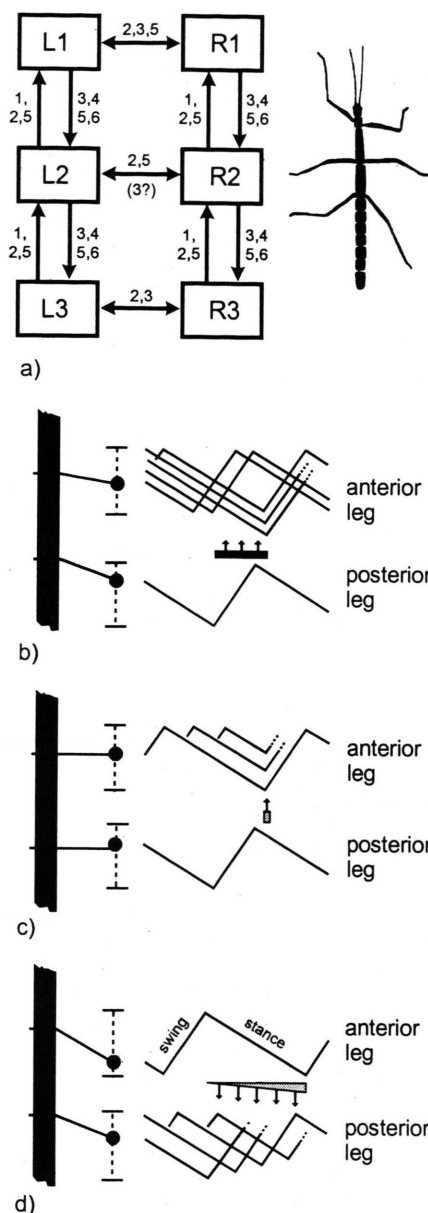 L1 2,3,5 R1
1, 2,5 3,4 5,6 1, 2,5 3,4 5,6
L2 2,5 (3?) R2
1, 2,5 3,4 5,6 1, 2,5 3,4 5,6
L3 2,3 R3
a)
anterior
leg
posterior
leg
b)
anterior
leg
posterior
leg
c)
swing stance
anterior
leg
posterior
leg
d)